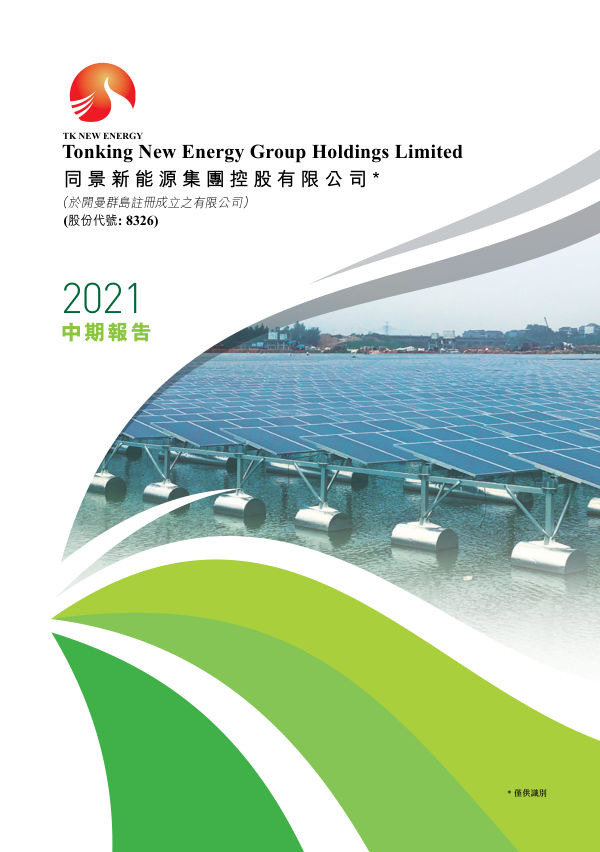 TK NEW ENERGY
Tonking New Energy Group Holdings Limited
同景新能源集團控股有限公司*
(於開曼群島註冊成立之有限公司)
(股份代號: 8326)
2021
中期報告
* 僅供識別